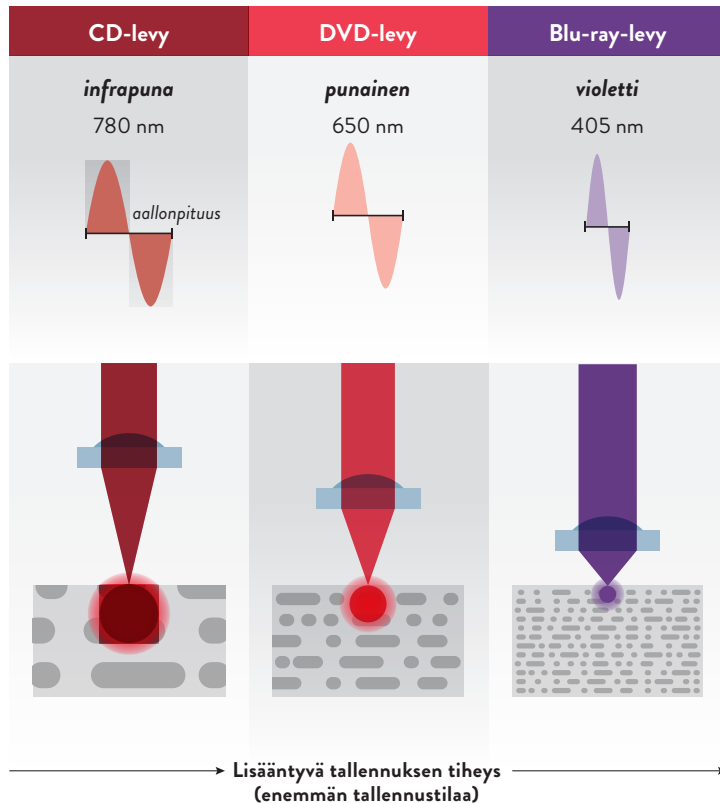 CD-levy
DVD-levy
Blu-ray-levy
infrapuna
punainen
violetti
780 nm
650 nm
405 nm
aallonpituus
Lisääntyvä tallennuksen tiheys
(enemmän tallennustilaa)